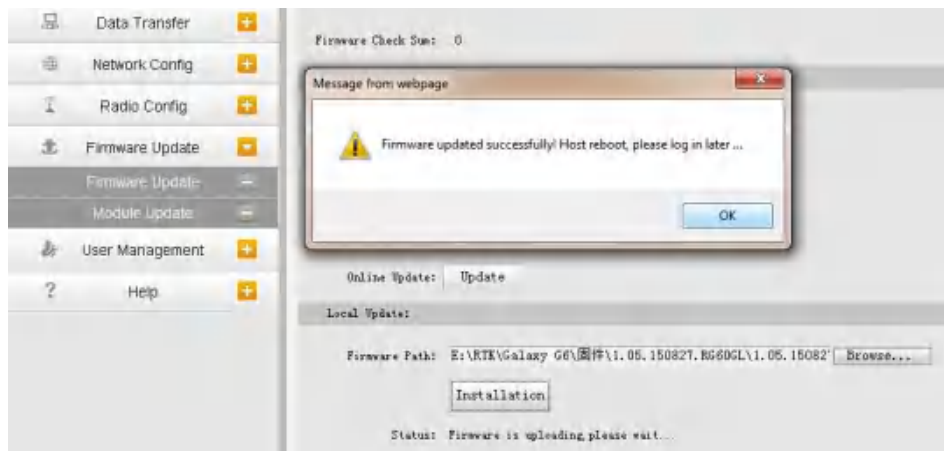 Data Transfer
Network Config
Radio Config
Firmware Update
Firmware Update
Module Update
User Management
? Help
Firmware Check Sum: 0
Message from webpage
Firmware updated successfully! Host reboot, please log in later ...
OK
Online Update: Update
Local Update:
Firmware Path: E:\RTK\Galaxy G6\固件\1.05.150827.RG60GL\1.05.15082 Browse...
Installation
Status: Firmware is uploading,please wait...